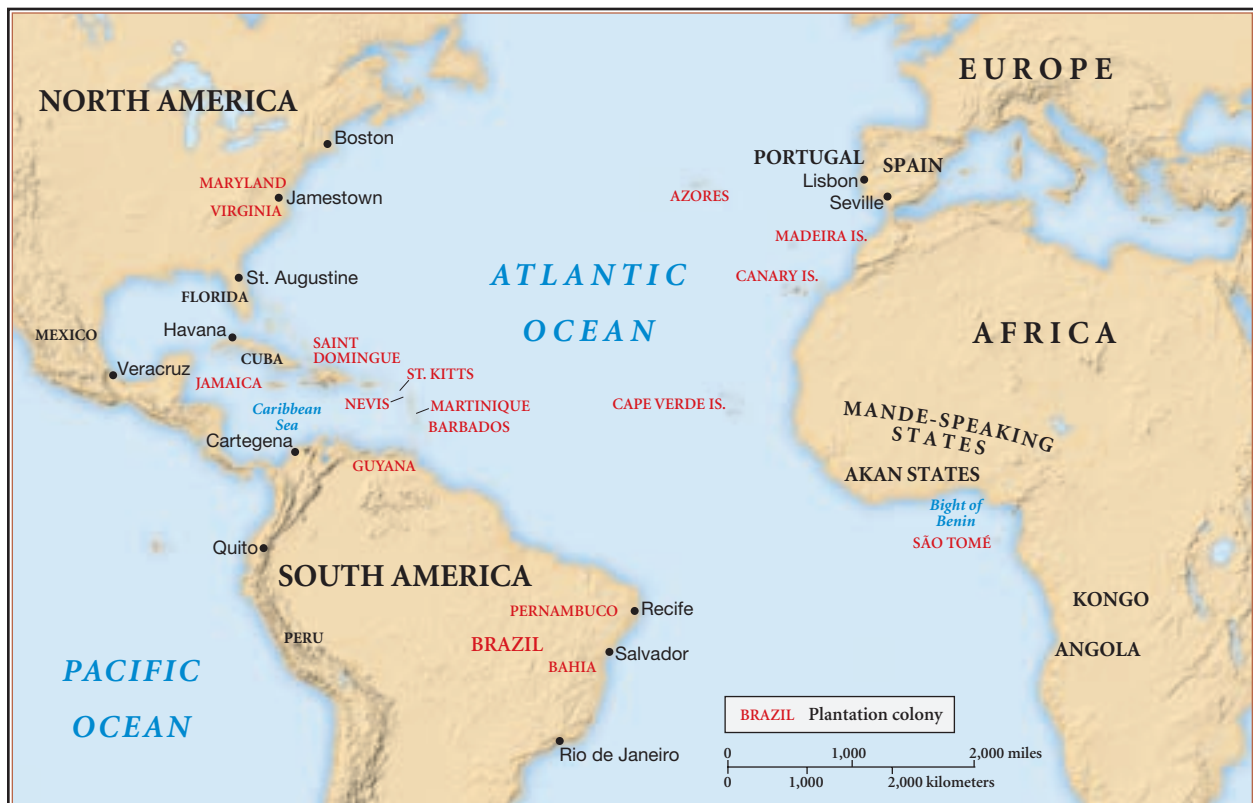 NORTH AMERICA
Boston
MARYLAND
Jamestown
VIRGINIA
St. Augustine
FLORIDA
MEXICO
Havana
CUBA
SAINT
DOMINGUE
Veracruz
JAMAICA
ST. KITTS
NEVIS
MARTINIQUE
BARBADOS
Caribbean
Sea
Cartegena
GUYANA
Quito
SOUTH AMERICA
PERNAMBUCO
Recife
PERU
BRAZIL
BAHIA
Salvador
Rio de Janeiro
PACIFIC
OCEAN
ATLANTIC
OCEAN
EUROPE
PORTUGAL
SPAIN
Lisbon
Seville
AZORES
MADEIRA IS.
CANARY IS.
CAPE VERDE IS.
AFRICA
MANDE-SPEAKING
STATES
AKAN STATES
Bight of
Benin
SÃO TOMÉ
KONGO
ANGOLA
BRAZIL Plantation colony
0 1,000 2,000 miles
0 1,000 2,000 kilometers